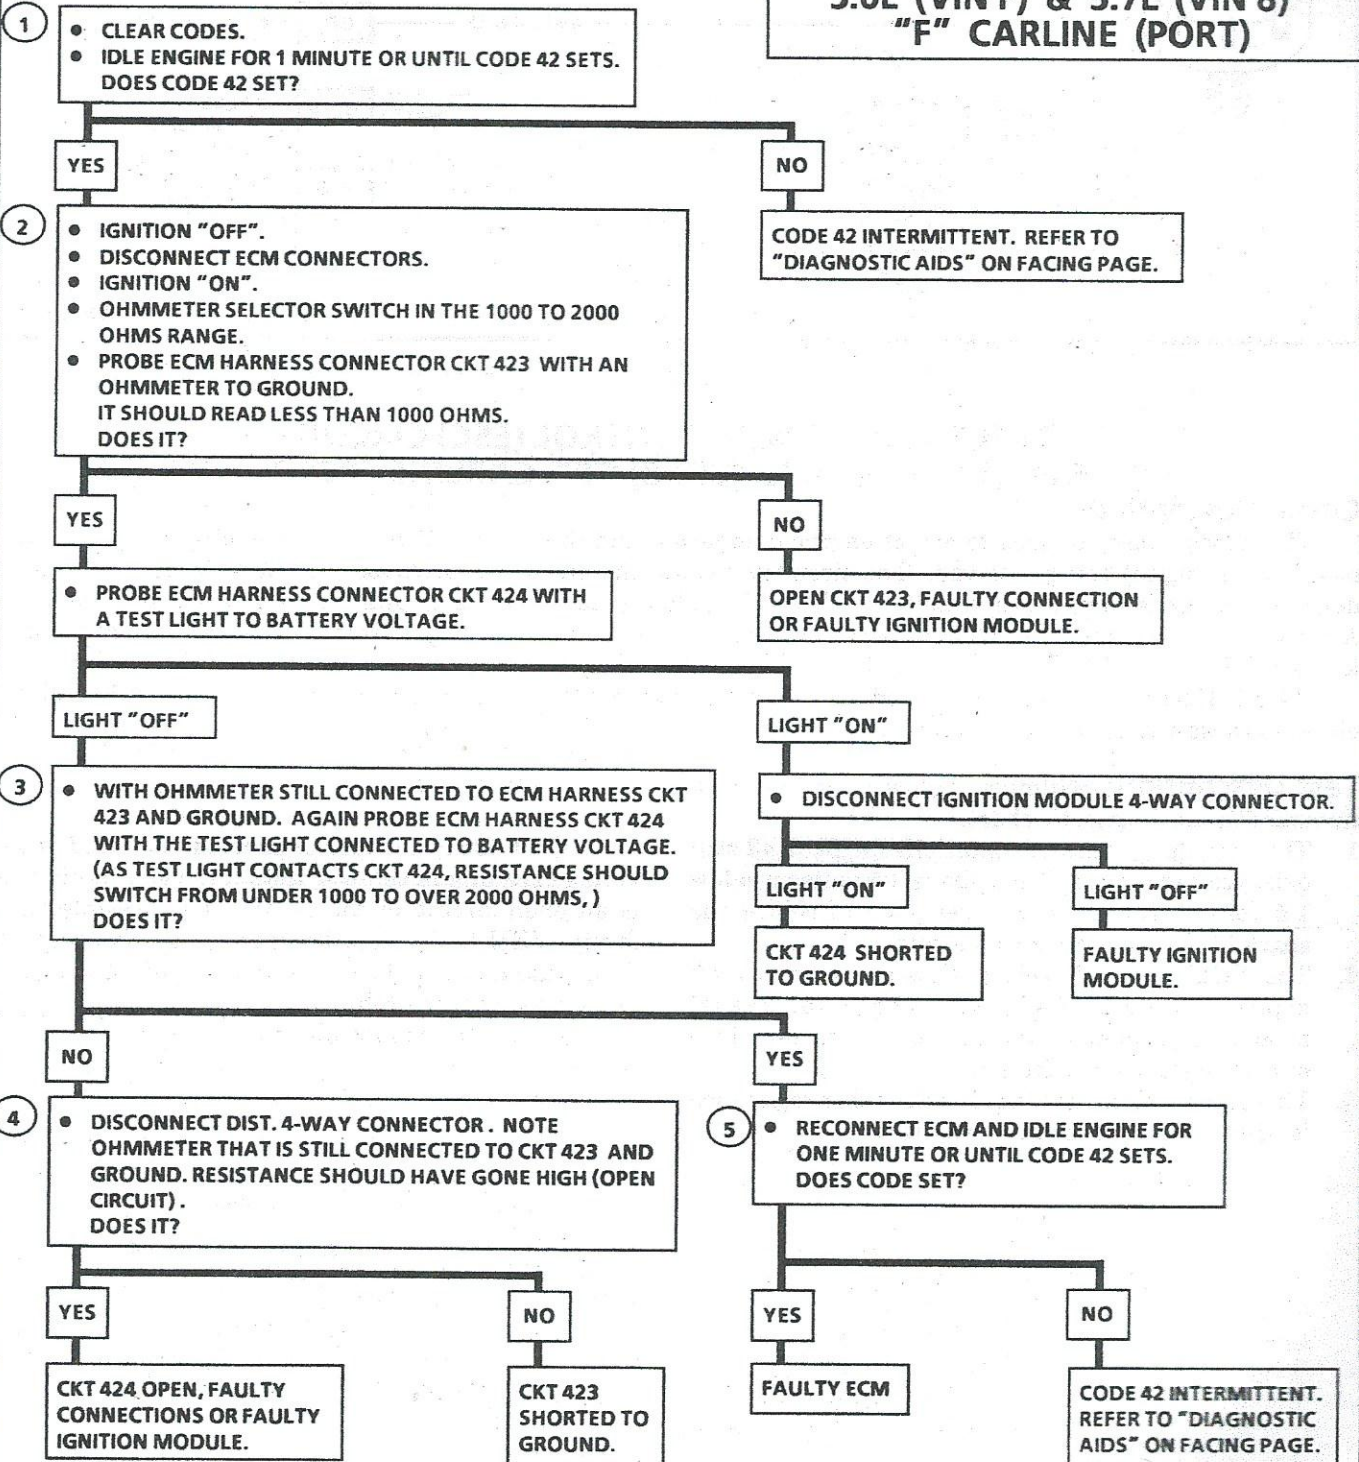 5.0L (VIN F) & 5.7L (VIN 8)
"F" CARLINE (PORT)
1
• CLEAR CODES.
• IDLE ENGINE FOR 1 MINUTE OR UNTIL CODE 42 SETS.
DOES CODE 42 SET?
YES
NO
2
• IGNITION "OFF".
• DISCONNECT ECM CONNECTORS.
• IGNITION "ON".
• OHMMETER SELECTOR SWITCH IN THE 1000 TO 2000
OHMS RANGE.
• PROBE ECM HARNESS CONNECTOR CKT 423 WITH AN
OHMMETER TO GROUND.
IT SHOULD READ LESS THAN 1000 OHMS.
DOES IT?
CODE 42 INTERMITTENT. REFER TO
"DIAGNOSTIC AIDS" ON FACING PAGE.
YES
NO
• PROBE ECM HARNESS CONNECTOR CKT 424 WITH
A TEST LIGHT TO BATTERY VOLTAGE.
OPEN CKT 423, FAULTY CONNECTION
OR FAULTY IGNITION MODULE.
LIGHT "OFF"
LIGHT "ON"
3
• WITH OHMMETER STILL CONNECTED TO ECM HARNESS CKT
423 AND GROUND. AGAIN PROBE ECM HARNESS CKT 424
WITH THE TEST LIGHT CONNECTED TO BATTERY VOLTAGE.
(AS TEST LIGHT CONTACTS CKT 424, RESISTANCE SHOULD
SWITCH FROM UNDER 1000 TO OVER 2000 OHMS, )
DOES IT?
• DISCONNECT IGNITION MODULE 4-WAY CONNECTOR.
LIGHT "ON"
LIGHT "OFF"
CKT 424 SHORTED
TO GROUND.
FAULTY IGNITION
MODULE.
NO
YES
4
• DISCONNECT DIST. 4-WAY CONNECTOR . NOTE
OHMMETER THAT IS STILL CONNECTED TO CKT 423 AND
GROUND. RESISTANCE SHOULD HAVE GONE HIGH (OPEN
CIRCUIT) .
DOES IT?
5
• RECONNECT ECM AND IDLE ENGINE FOR
ONE MINUTE OR UNTIL CODE 42 SETS.
DOES CODE SET?
YES
NO
YES
NO
CKT 424 OPEN, FAULTY
CONNECTIONS OR FAULTY
IGNITION MODULE.
CKT 423
SHORTED TO
GROUND.
FAULTY ECM
CODE 42 INTERMITTENT.
REFER TO "DIAGNOSTIC
AIDS" ON FACING PAGE.